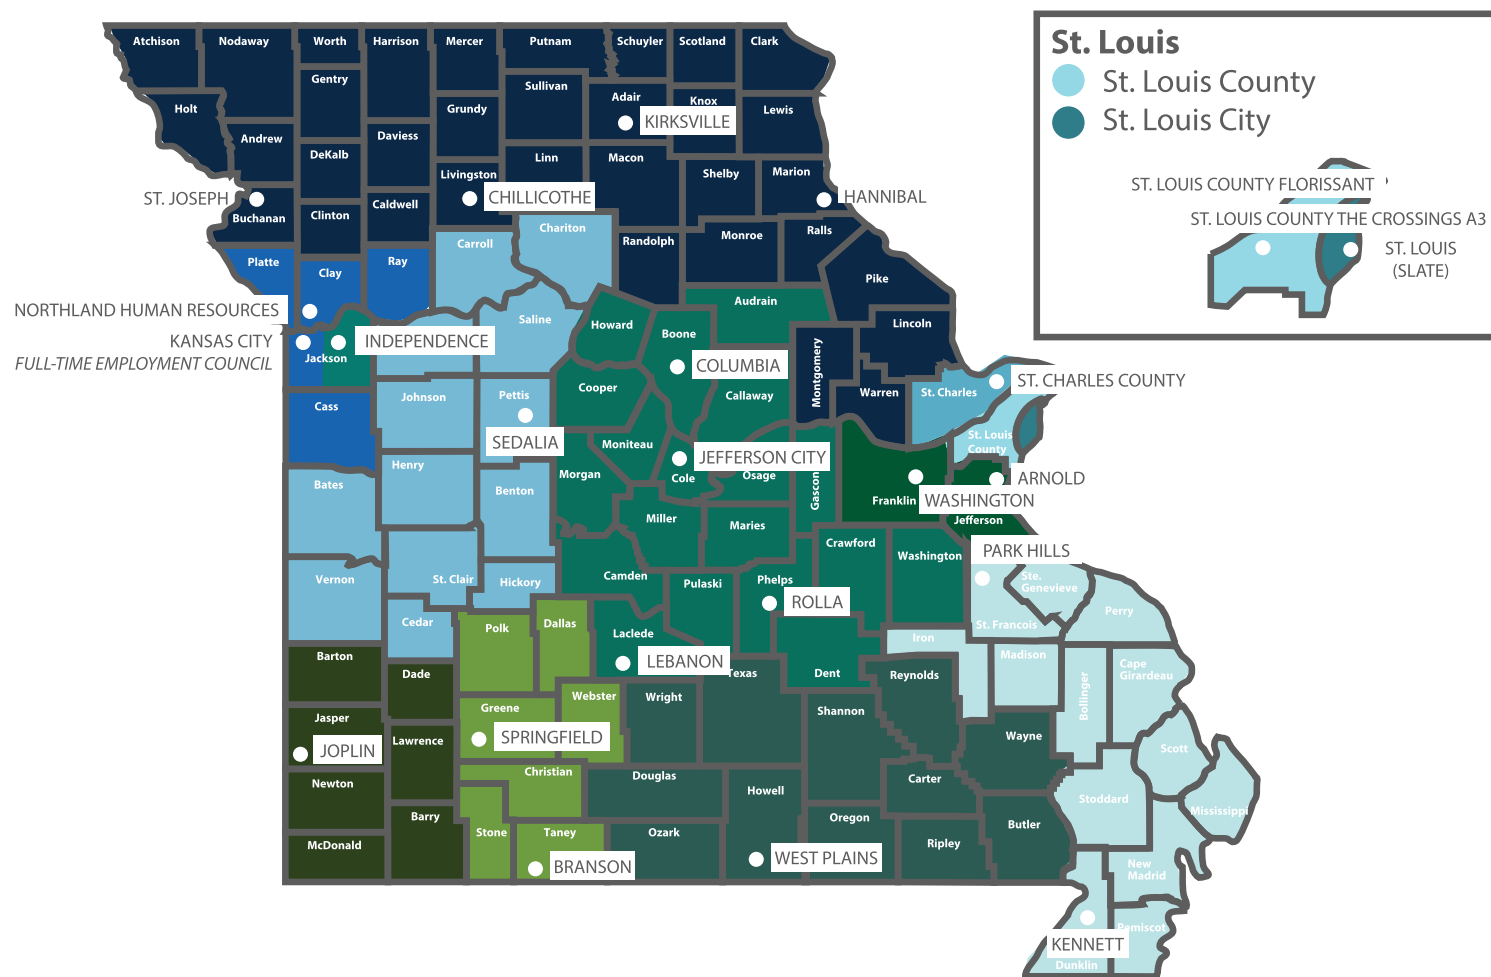 Atchison
Nodaway
Worth
Harrison
Mercer
Putnam
Schuyler
Scotland
Clark
St. Louis
St. Louis County
St. Louis City
ST. LOUIS COUNTY FLORISSANT
ST. LOUIS COUNTY THE CROSSINGS A3
ST. LOUIS
(SLATE)
Gentry
Sullivan
Adair
Knox
Holt
Grundy
Lewis
KIRKSVILLE
Andrew
Daviess
DeKalb
Linn
Macon
Livingston
Shelby
Marion
ST. JOSEPH
CHILLICOTHE
HANNIBAL
Buchanan
Clinton
Caldwell
Chariton
Carroll
Randolph
Monroe
Ralls
Platte
Clay
Ray
Pike
Audrain
NORTHLAND HUMAN RESOURCES
Saline
Howard
Boone
Lincoln
KANSAS CITY
FULL-TIME EMPLOYMENT COUNCIL
INDEPENDENCE
Jackson
COLUMBIA
Montgomery
ST. CHARLES COUNTY
Cass
Johnson
Pettis
Cooper
Callaway
Warren
St. Charles
SEDALIA
Moniteau
St. Louis
County
JEFFERSON CITY
Henry
Bates
Benton
Morgan
Cole
Osage
Gascon
ARNOLD
Franklin
WASHINGTON
Jefferson
Miller
Maries
Crawford
Washington
PARK HILLS
Vernon
St. Clair
Hickory
Camden
Pulaski
Phelps
Ste.
Genevieve
ROLLA
Perry
Cedar
Polk
Dallas
Laclede
St. Francois
Iron
Barton
LEBANON
Madison
Dade
Texas
Dent
Reynolds
Cape
Girardeau
Bollinger
Webster
Wright
Greene
Shannon
Jasper
SPRINGFIELD
Lawrence
JOPLIN
Wayne
Scott
Newton
Christian
Douglas
Howell
Carter
Stoddard
Mississippi
Barry
Stone
Taney
Ozark
Oregon
Butler
McDonald
Ripley
BRANSON
WEST PLAINS
New
Madrid
Pemiscot
KENNETT
Dunklin